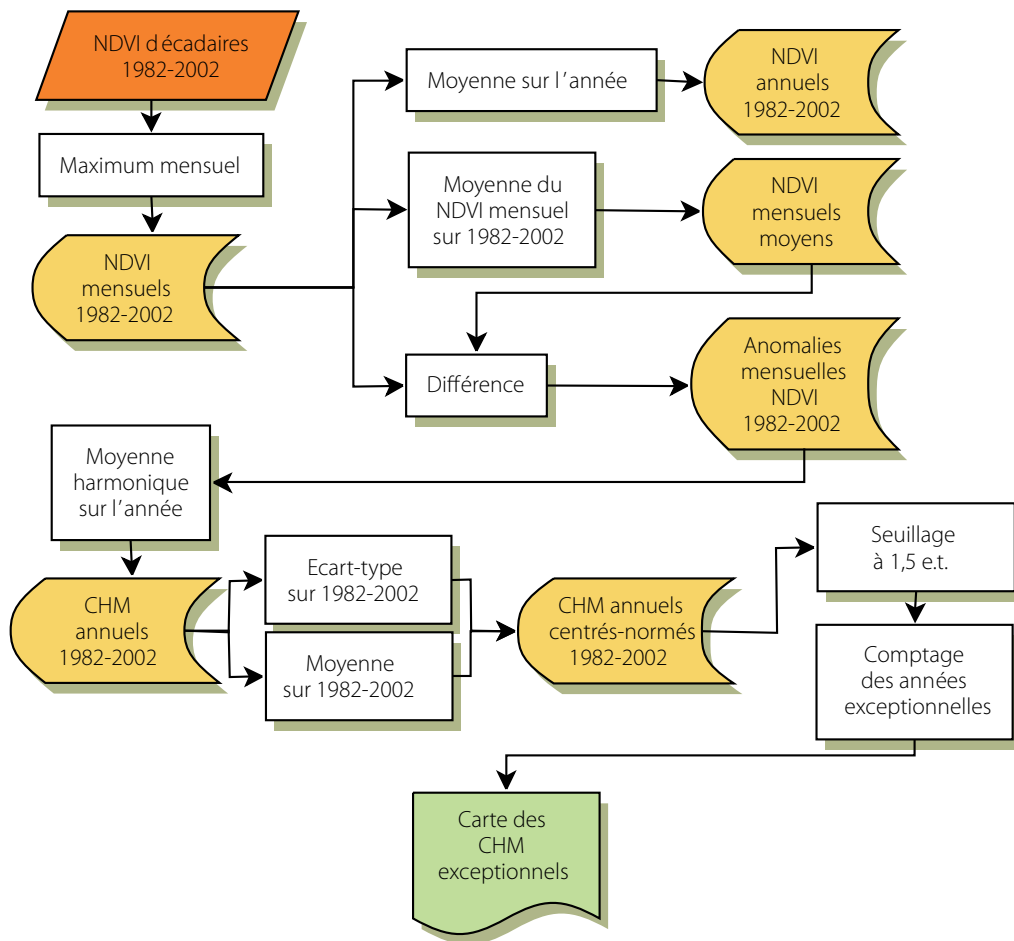 NDVI d écadaires
1982-2002
Maximum mensuel
NDVI
mensuels
1982-2002
Moyenne sur l'année
NDVI
annuels
1982-2002
Moyenne du
NDVI mensuel
sur 1982-2002
NDVI
mensuels
moyens
Différence
Anomalies
mensuelles
NDVI
1982-2002
Moyenne
harmonique
sur l'année
CHM
annuels
1982-2002
Ecart-type
sur 1982-2002
Moyenne
sur 1982-2002
CHM annuels
centrés-normés
1982-2002
Seuillage
à 1,5 e.t.
Comptage
des années
exceptionnelles
Carte des
CHM
exceptionnels